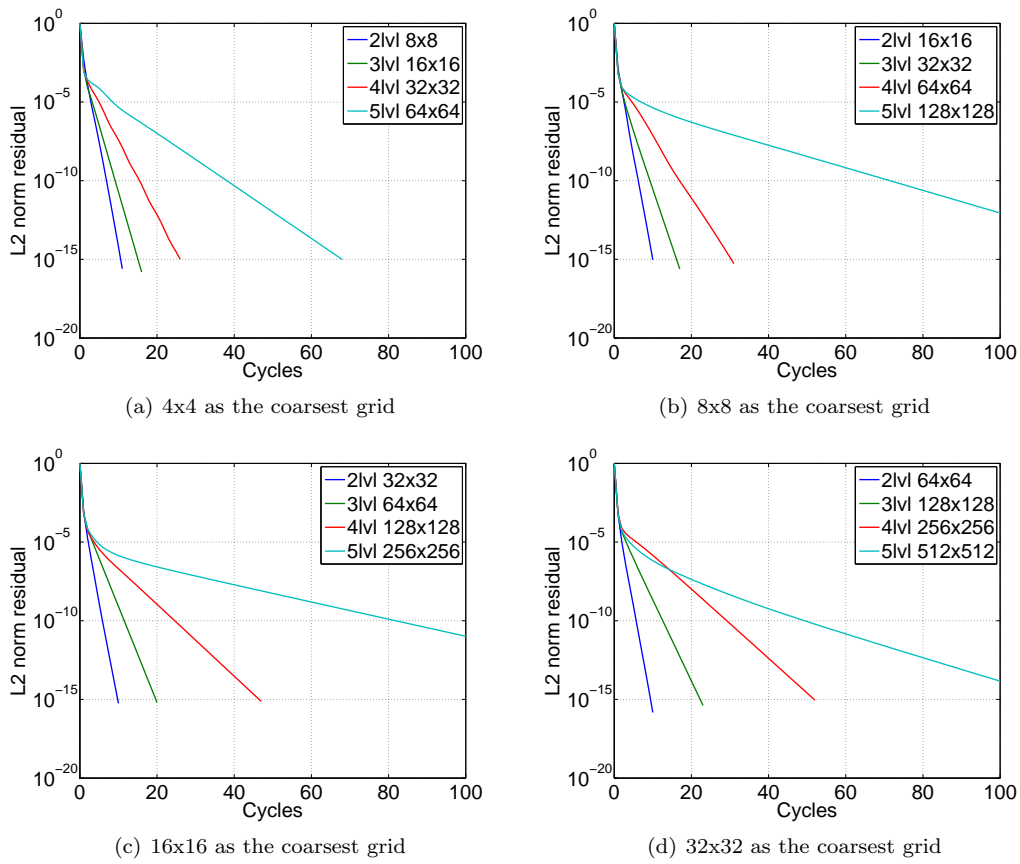 10^0
10^-5
10^-10
10^-15
10^-20
L2 norm residual
0 20 40 60 80 100
Cycles
2lvl 8x8
3lvl 16x16
4lvl 32x32
5lvl 64x64
(a) 4x4 as the coarsest grid
10^0
10^-5
10^-10
10^-15
10^-20
L2 norm residual
0 20 40 60 80 100
Cycles
2lvl 16x16
3lvl 32x32
4lvl 64x64
5lvl 128x128
(b) 8x8 as the coarsest grid
10^0
10^-5
10^-10
10^-15
10^-20
L2 norm residual
0 20 40 60 80 100
Cycles
2lvl 32x32
3lvl 64x64
4lvl 128x128
5lvl 256x256
(c) 16x16 as the coarsest grid
10^0
10^-5
10^-10
10^-15
10^-20
L2 norm residual
0 20 40 60 80 100
Cycles
2lvl 64x64
3lvl 128x128
4lvl 256x256
5lvl 512x512
(d) 32x32 as the coarsest grid